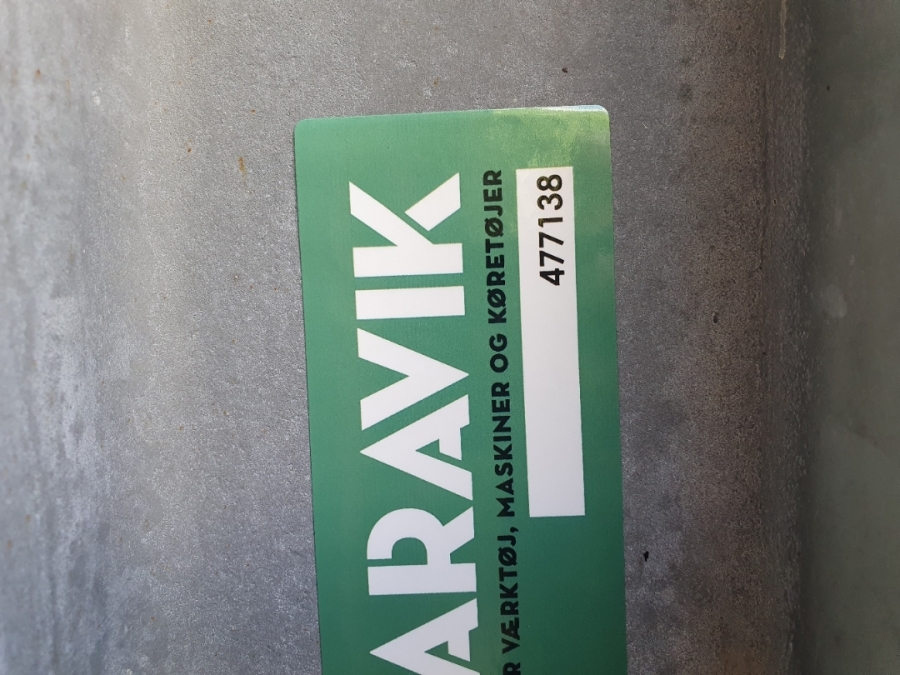 ARAVIK
R VÆRKTØJ, MASKINER OG KØRETØJER
477138